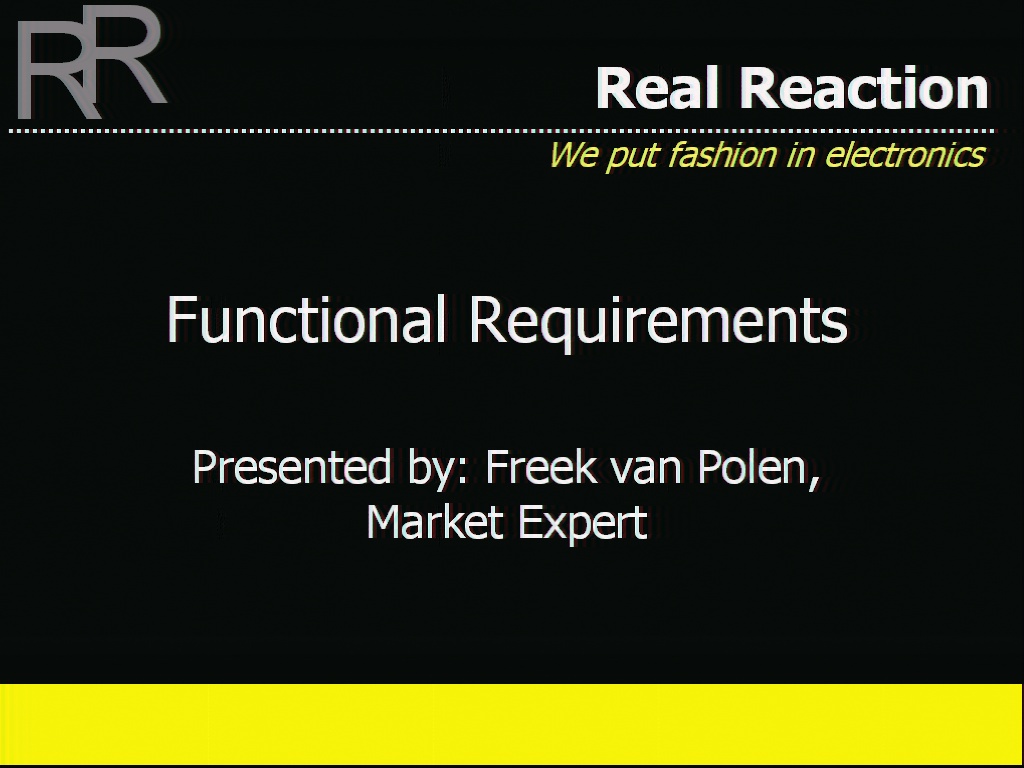 RR
Real Reaction
We put fashion in electronics
Functional Requirements
Presented by: Freek van Polen,
Market Expert